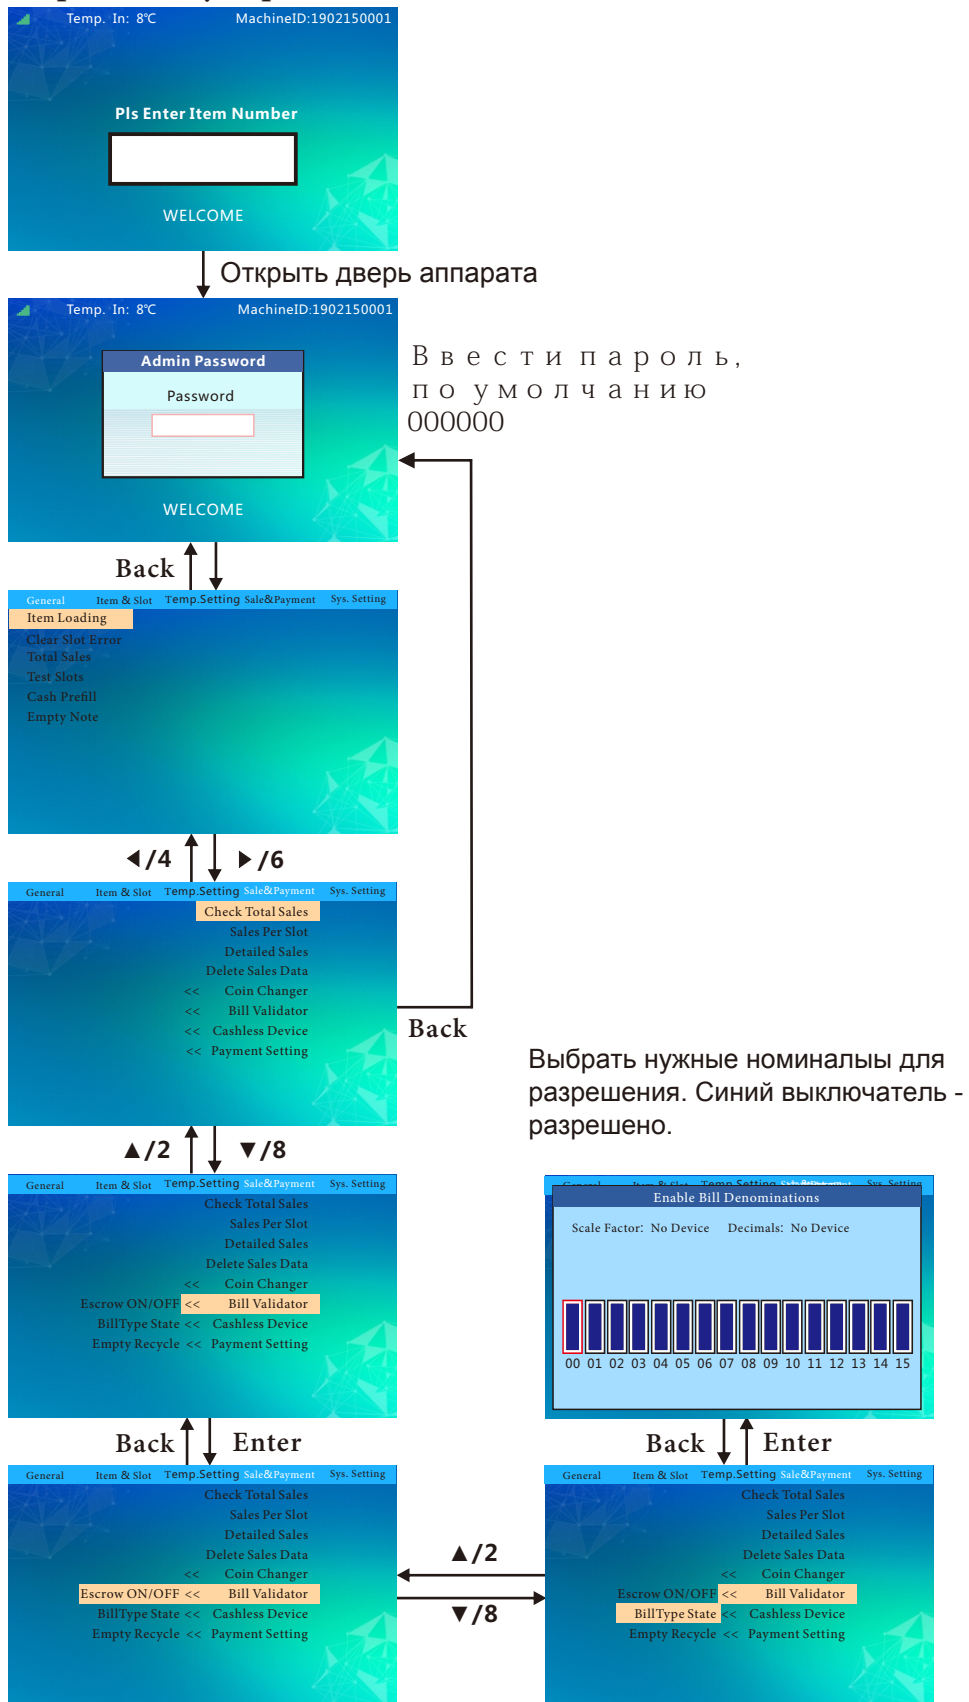 Temp. In: 8℃ MachineID:1902150001
Pls Enter Item Number
WELCOME
Открыть дверь аппарата
Temp. In: 8℃ MachineID:1902150001
Admin Password
Password
WELCOME
Ввести пароль,
по умолчанию
000000
Back
General Item & Slot Temp.Setting Sale&Payment Sys. Setting
Item Loading
Clear Slot Error
Total Sales
Test Slots
Cash Prefill
Empty Note
◀/4 ▶/6
General Item & Slot Temp.Setting Sale&Payment Sys. Setting
Check Total Sales
Sales Per Slot
Detailed Sales
Delete Sales Data
<< Coin Changer
<< Bill Validator
<< Cashless Device
<< Payment Setting
Back
▲/2 ▼/8
General Item & Slot Temp.Setting Sale&Payment Sys. Setting
Check Total Sales
Sales Per Slot
Detailed Sales
Delete Sales Data
<< Coin Changer
Escrow ON/OFF << Bill Validator
BillType State << Cashless Device
Empty Recycle << Payment Setting
Back Enter
General Item & Slot Temp.Setting Sale&Payment Sys. Setting
Check Total Sales
Sales Per Slot
Detailed Sales
Delete Sales Data
<< Coin Changer
Escrow ON/OFF << Bill Validator
BillType State << Cashless Device
Empty Recycle << Payment Setting
▲/2
▼/8
Выбрать нужные номиналыы для
разрешения. Синий выключатель -
разрешено.
General Item & Slot Temp.Setting Sale&Payment Sys. Setting
Enable Bill Denominations
Scale Factor: No Device Decimals: No Device
00 01 02 03 04 05 06 07 08 09 10 11 12 13 14 15
Back Enter
General Item & Slot Temp.Setting Sale&Payment Sys. Setting
Check Total Sales
Sales Per Slot
Detailed Sales
Delete Sales Data
<< Coin Changer
Escrow ON/OFF << Bill Validator
BillType State << Cashless Device
Empty Recycle << Payment Setting